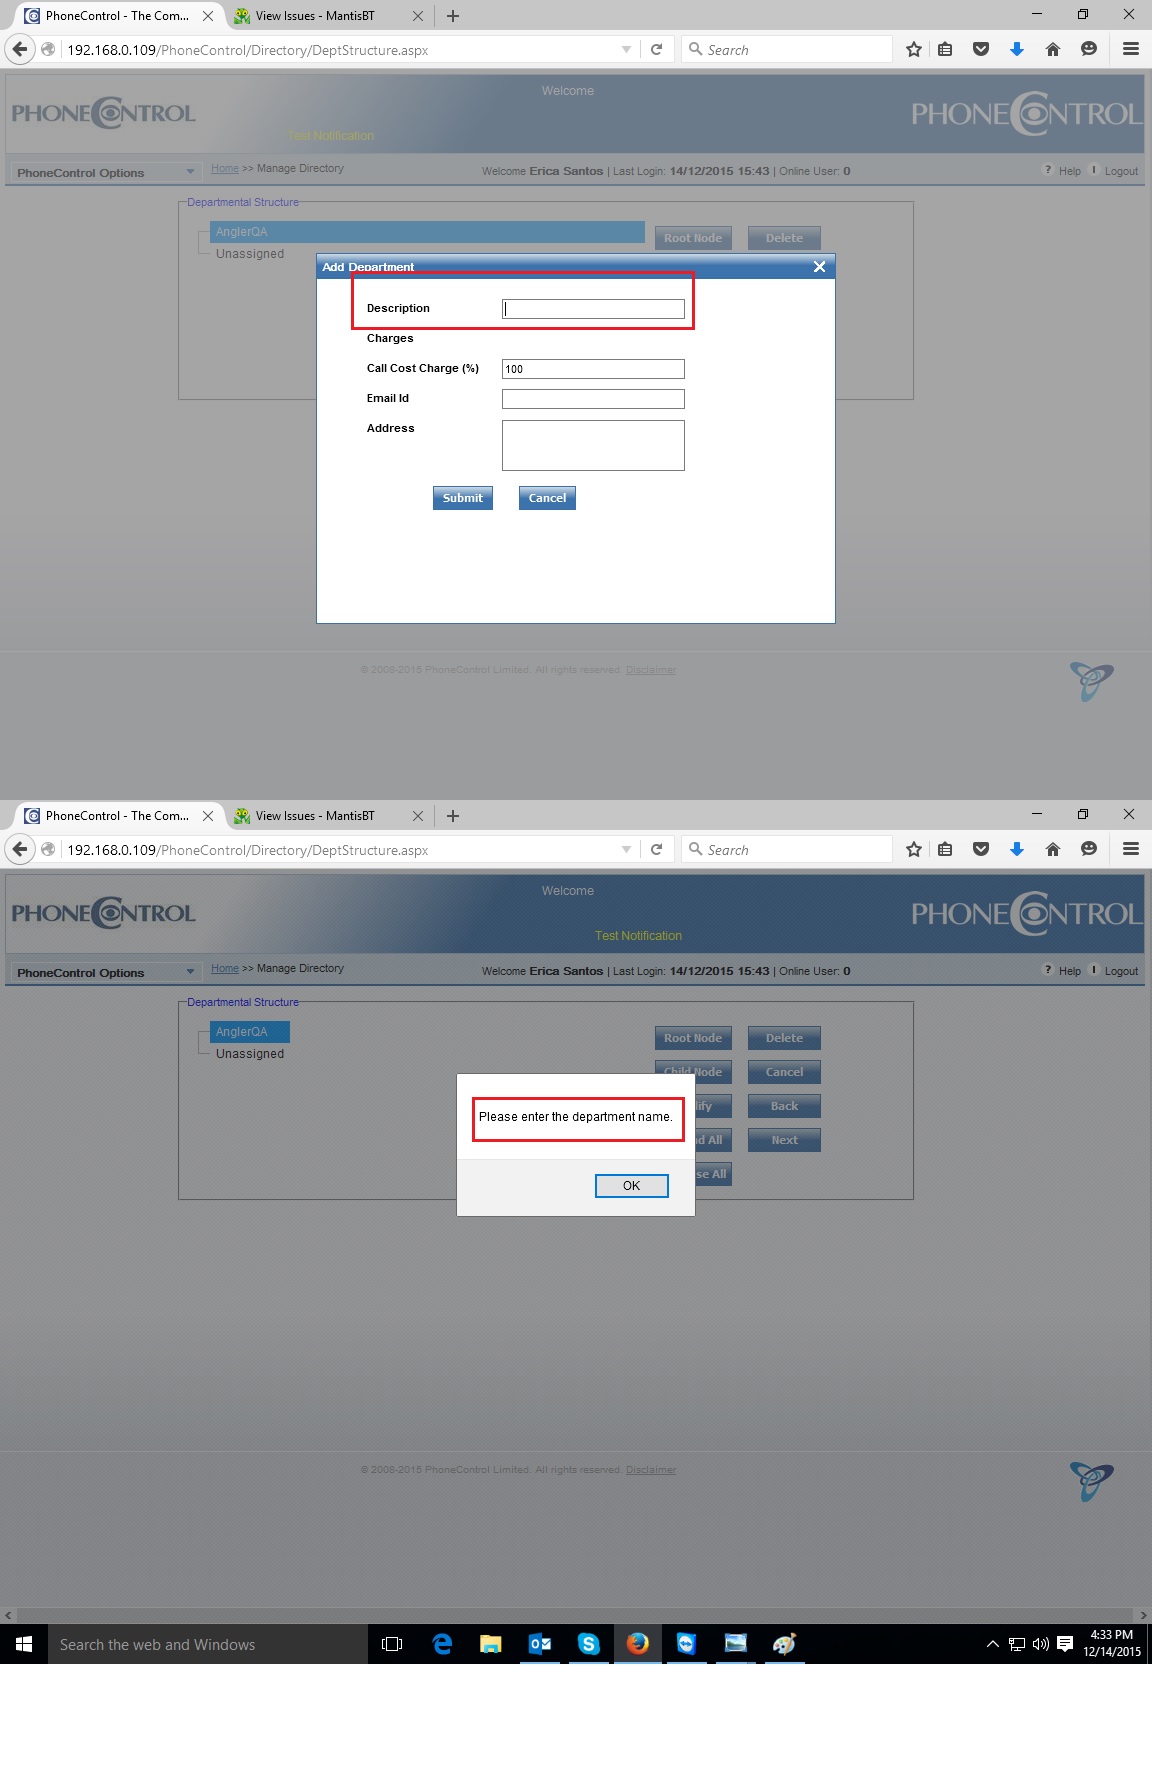 PhoneControl - The Com...
View Issues - MantisBT
192.168.0.109/PhoneControl/Directory/DeptStructure.aspx
Search
Welcome
PHONECONTROL
PHONECONTROL
Test Notification
PhoneControl Options
Home >> Manage Directory
Welcome Erica Santos | Last Login: 14/12/2015 15:43 | Online User: 0
? Help
Logout
Departmental Structure
AnglerQA
Unassigned
Root Node
Delete
Add Department
Description
Charges
Call Cost Charge (%)
100
Email Id
Address
Submit
Cancel
© 2008-2015 PhoneControl Limited. All rights reserved. Disclaimer
PhoneControl - The Com...
View Issues - MantisBT
192.168.0.109/PhoneControl/Directory/DeptStructure.aspx
Search
Welcome
PHONECONTROL
PHONECONTROL
Test Notification
PhoneControl Options
Home >> Manage Directory
Welcome Erica Santos | Last Login: 14/12/2015 15:43 | Online User: 0
? Help
Logout
Departmental Structure
AnglerQA
Unassigned
Root Node
Delete
Child Node
Cancel
ify
Back
d All
Next
se All
Please enter the department name.
OK
© 2008-2015 PhoneControl Limited. All rights reserved. Disclaimer
Search the web and Windows
4:33 PM
12/14/2015